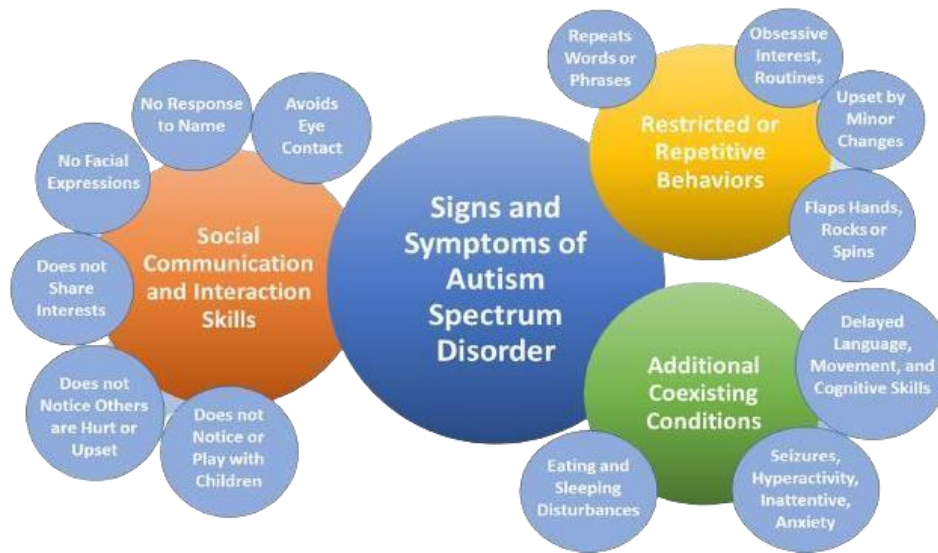 Signs and
Symptoms of
Autism
Spectrum
Disorder
Social
Communication
and Interaction
Skills
Avoids
Eye
Contact
No Response
to Name
No Facial
Expressions
Does not
Share
Interests
Does not
Notice Others
are Hurt or
Upset
Does not
Notice or
Play with
Children
Restricted or
Repetitive
Behaviors
Repeats
Words or
Phrases
Obsessive
Interest,
Routines
Upset by
Minor
Changes
Flaps Hands,
Rocks or
Spins
Additional
Coexisting
Conditions
Delayed
Language,
Movement, and
Cognitive Skills
Seizures,
Hyperactivity,
Inattentive,
Anxiety
Eating and
Sleeping
Disturbances